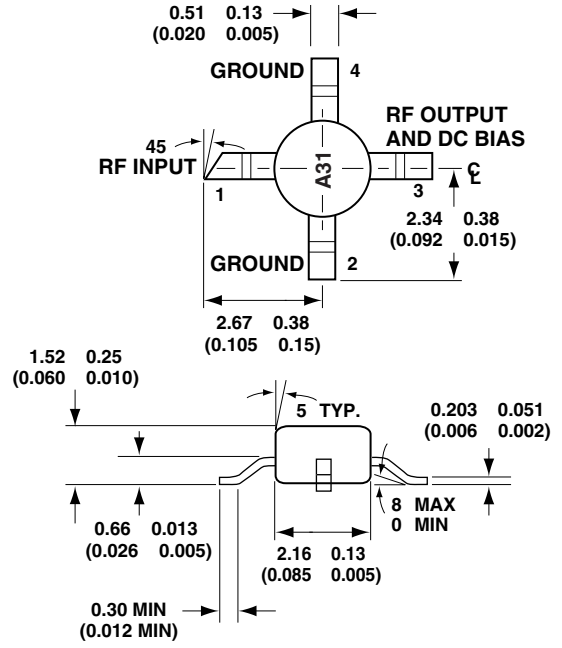 0.51 0.13
(0.020 0.005)
GROUND 4
RF OUTPUT
AND DC BIAS
45
RF INPUT
A31
℄
1
3
2.34 0.38
(0.092 0.015)
GROUND 2
2.67 0.38
(0.105 0.15)
1.52 0.25
(0.060 0.010)
5 TYP.
0.203 0.051
(0.006 0.002)
8 MAX
0 MIN
0.66 0.013
(0.026 0.005)
2.16 0.13
(0.085 0.005)
0.30 MIN
(0.012 MIN)